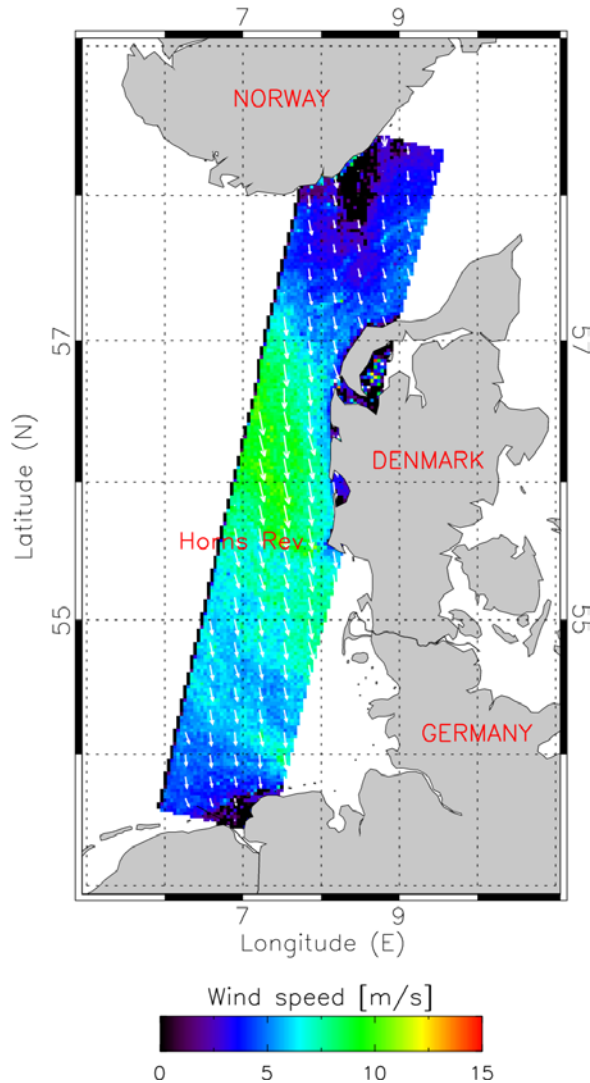 7 9
NORWAY
57 57
Latitude (N)
DENMARK
Horns Rev
55 55
GERMANY
7 9
Longitude (E)
Wind speed [m/s]
0 5 10 15